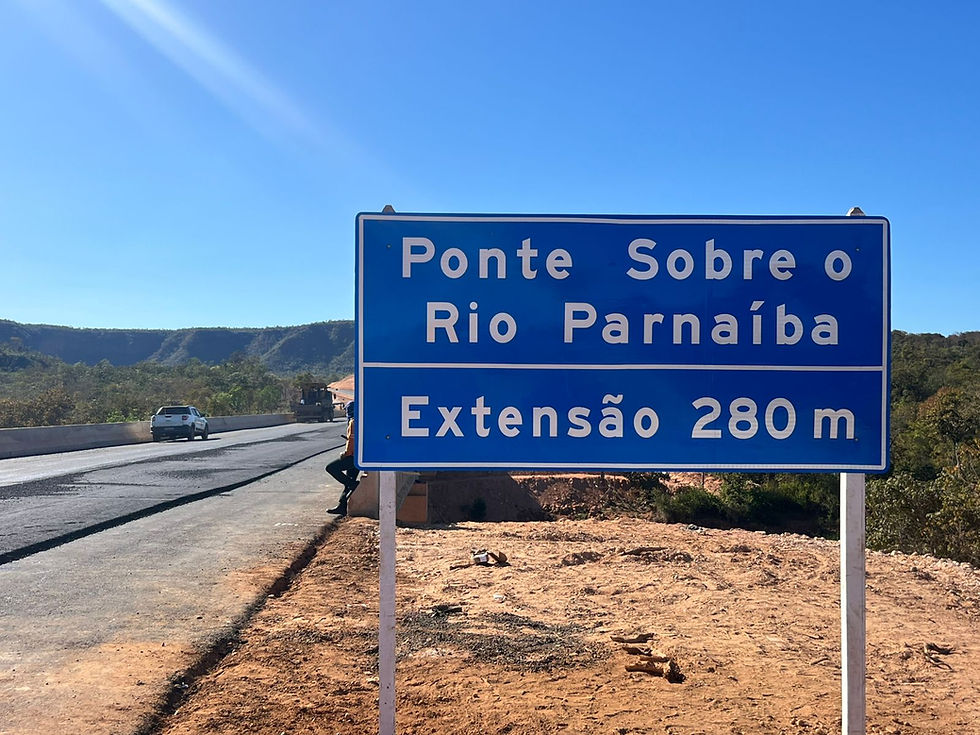 Ponte Sobre o
Rio Parnaíba
Extensão 280 m